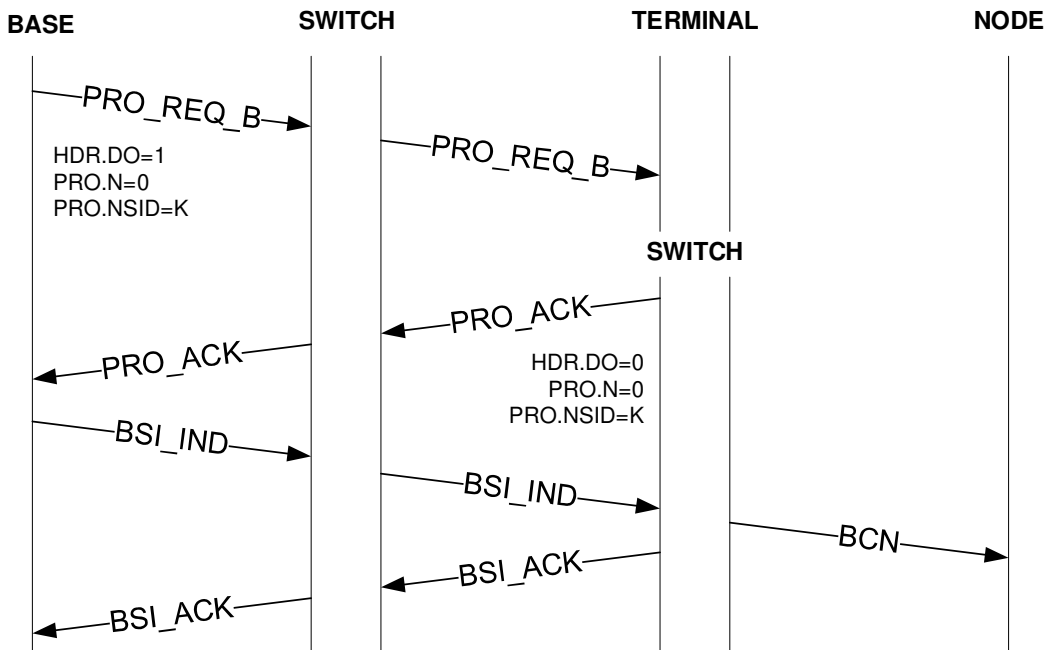 BASE
SWITCH
TERMINAL
NODE
PRO_REQ_B
PRO_REQ_B
HDR.DO=1
PRO.N=0
PRO.NSID=K
SWITCH
PRO_ACK
PRO_ACK
HDR.DO=0
PRO.N=0
PRO.NSID=K
BSI_IND
BSI_IND
BCN
BSI_ACK
BSI_ACK